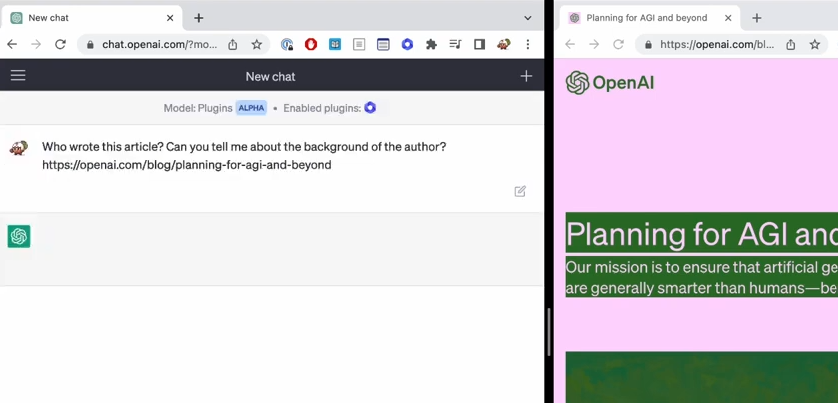 New chat
chat.openai.com/?mo...
New chat
Model: Plugins ALPHA • Enabled plugins:
Who wrote this article? Can you tell me about the background of the author?
https://openai.com/blog/planning-for-agi-and-beyond
Planning for AGI and beyond
https://openai.com/bl...
OpenAI
Planning for AGI and
Our mission is to ensure that artificial ge
are generally smarter than humans—be